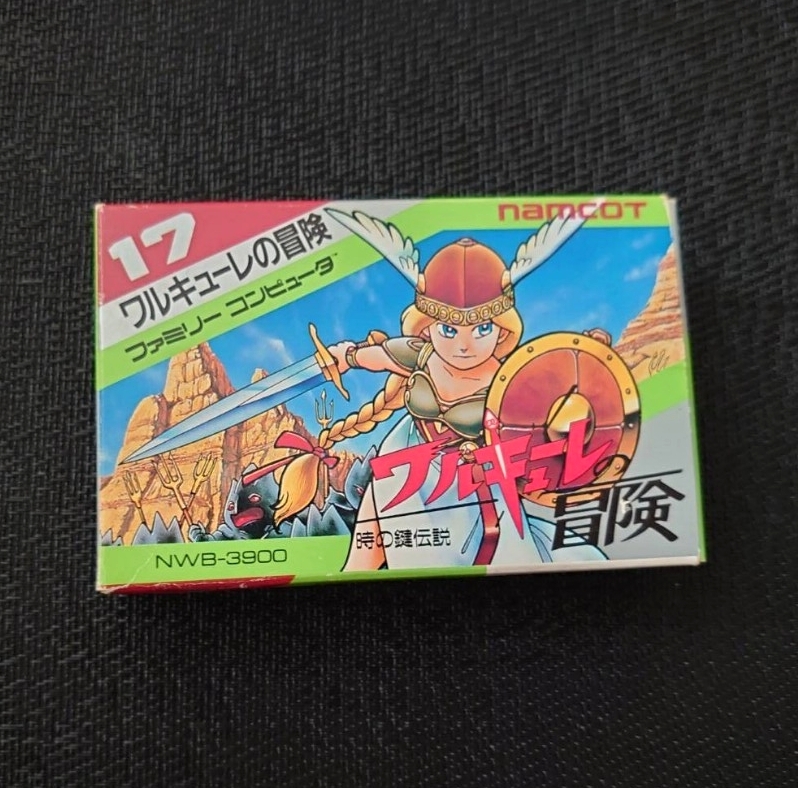 17
ワルキューレの冒険
ファミリー コンピュータ™
namcoT
ワルキューレの
冒険
時の鍵伝説
NWB-3900